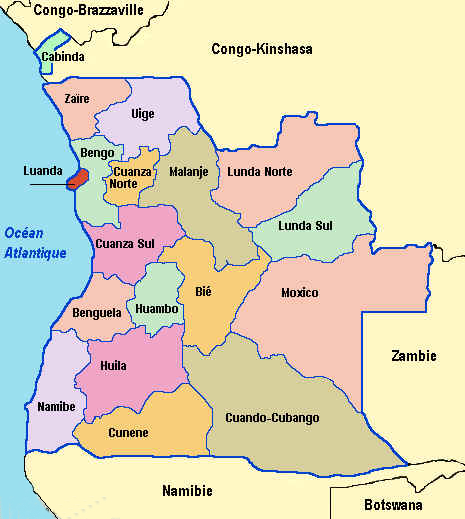 Congo-Brazzaville
Congo-Kinshasa
Cabinda
Zaïre
Uige
Bengo
Luanda
Cuanza
Norte
Malanje
Lunda Norte
Lunda Sul
Océan
Atlantique
Cuanza Sul
Bié
Moxico
Huambo
Benguela
Zambie
Huila
Namibe
Cuando-Cubango
Cunene
Namibie
Botswana